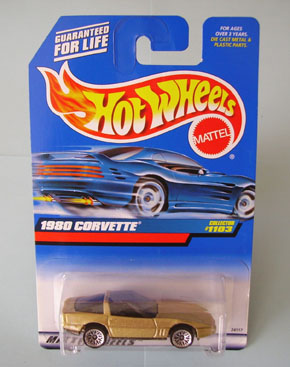 GUARANTEED
FOR LIFE
FOR AGES
OVER 3 YEARS.
DIE CAST METAL &
PLASTIC PARTS.
Hot Wheels
MATTEL
1980 CORVETTE
COLLECTOR
#1103